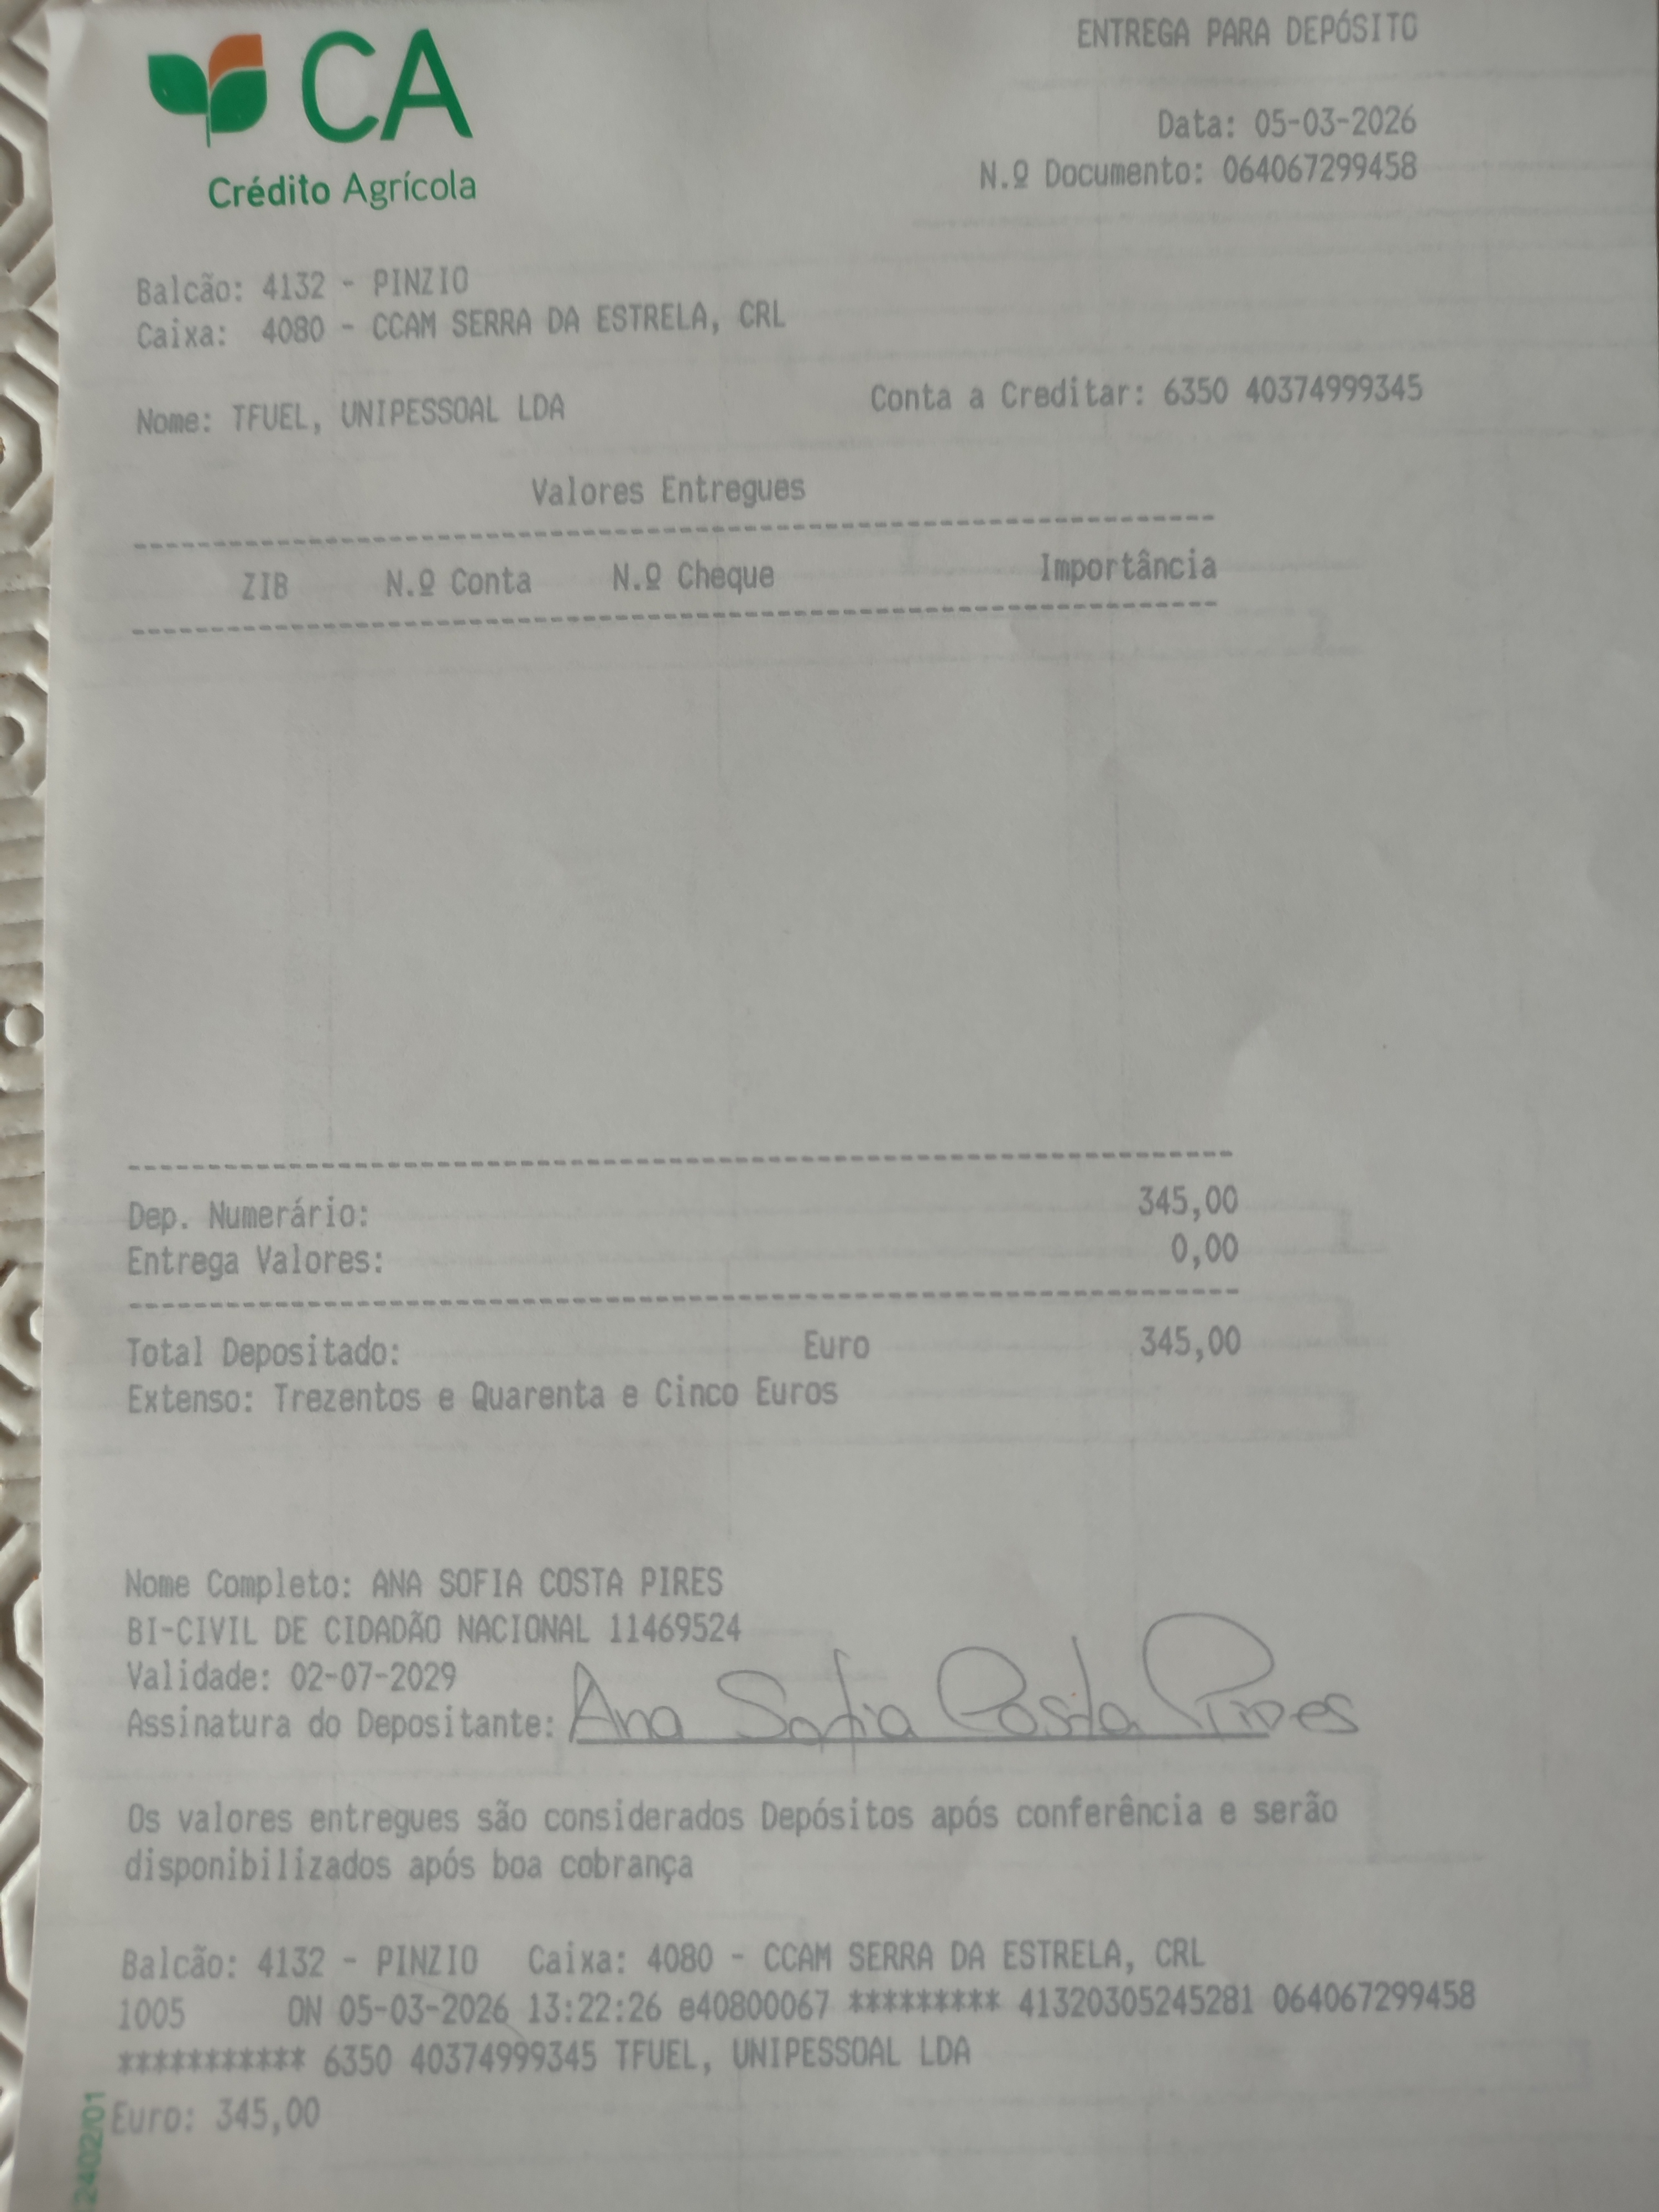 CA
Crédito Agrícola
ENTREGA PARA DEPÓSITO
Data: 05-03-2026
N.º Documento: 064067299458
Balcão: 4132 - PINZIO
Caixa: 4080 - CCAM SERRA DA ESTRELA, CRL
Nome: TFUEL, UNIPESSOAL LDA Conta a Creditar: 6350 40374999345
Valores Entregues
ZIB N.º Conta N.º Cheque Importância
Dep. Numerário: 345,00
Entrega Valores: 0,00
Total Depositado: Euro 345,00
Extenso: Trezentos e Quarenta e Cinco Euros
Nome Completo: ANA SOFIA COSTA PIRES
BI-CIVIL DE CIDADÃO NACIONAL 11469524
Validade: 02-07-2029
Assinatura do Depositante: Ana Sofia Costa Pires
Os valores entregues são considerados Depósitos após conferência e serão
disponibilizados após boa cobrança
Balcão: 4132 - PINZIO Caixa: 4080 - CCAM SERRA DA ESTRELA, CRL
1005 ON 05-03-2026 13:22:26 e40800067 ********* 41320305245281 064067299458
*********** 6350 40374999345 TFUEL, UNIPESSOAL LDA
Euro: 345,00
2402/01